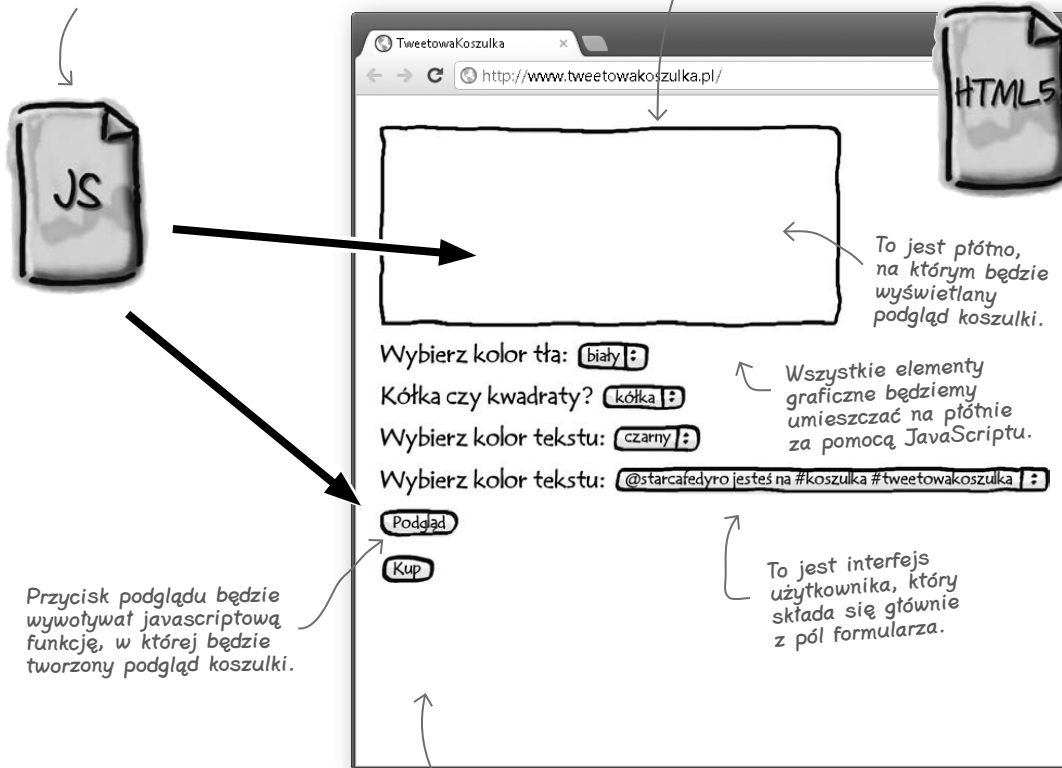 TweetowaKoszulka
http://www.tweetowakoszulka.pl/
HTML5
JS
To jest płótno,
na którym będzie
wyświetlany
podgląd koszulki.
Wybierz kolor tła: biały
Wszystkie elementy
graficzne będziemy
umieszczać na płótnie
za pomocą JavaScriptu.
Kółka czy kwadraty? kółka
Wybierz kolor tekstu: czarny
Wybierz kolor tekstu: @starcafedyro jesteś na #koszulka #tweetowakoszulka
Podgląd
Kup
To jest interfejs
użytkownika, który
składa się głównie
z pól formularza.
Przycisk podglądu będzie
wywoływał javascriptową
funkcję, w której będzie
tworzony podgląd koszulki.